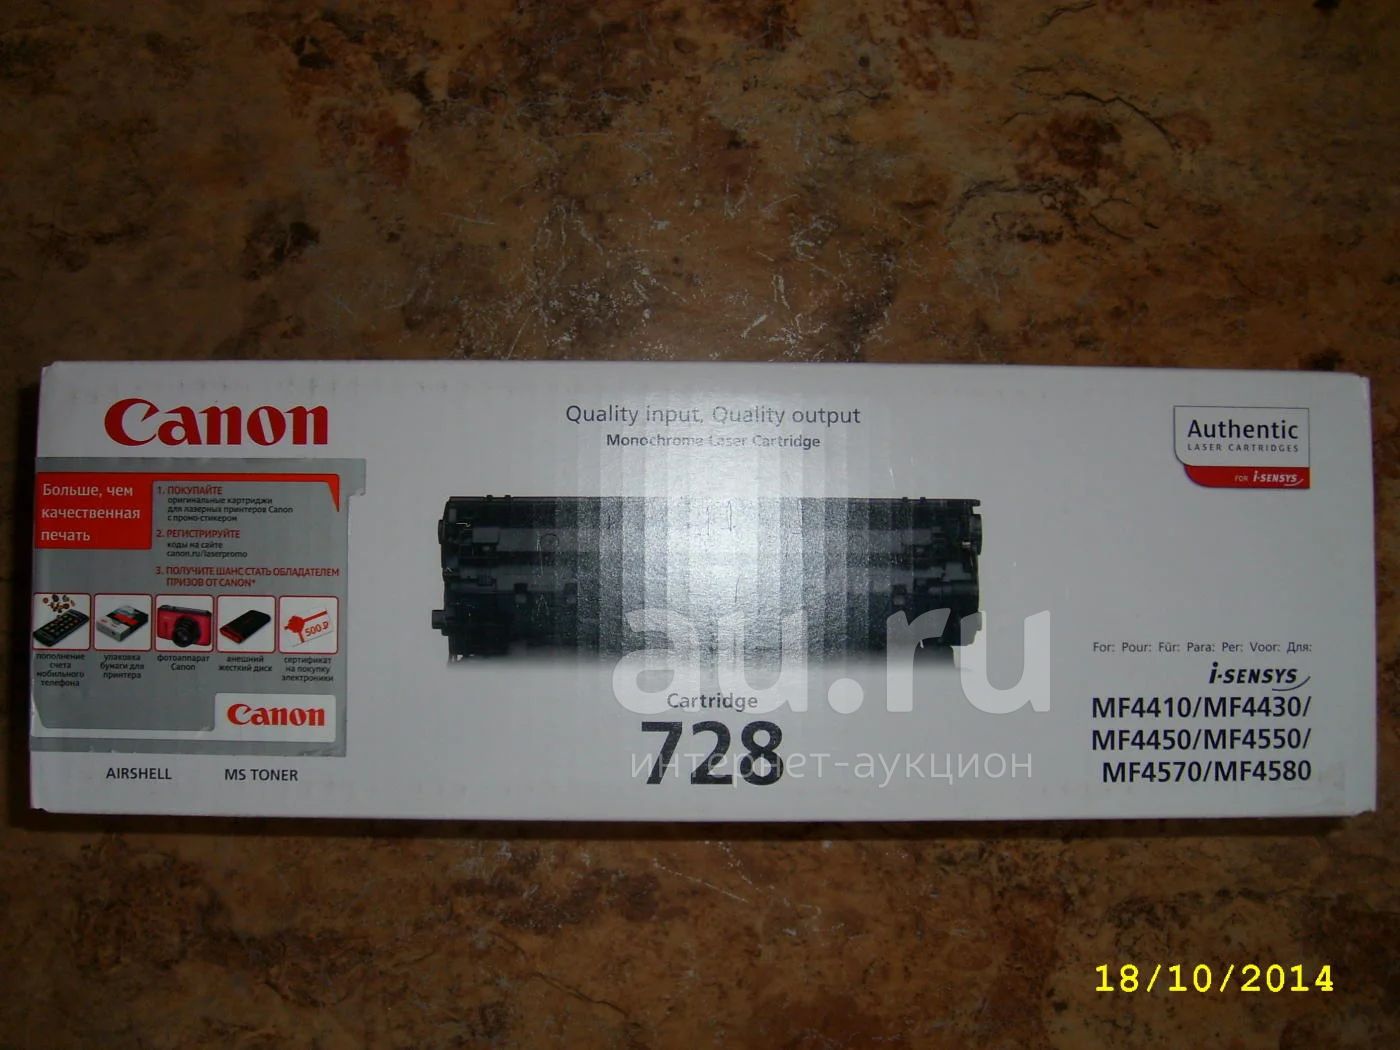 Canon
Больше, чем
качественная
печать
1. ПОКУПАЙТЕ
оригинальные картриджи
для лазерных принтеров Canon
с промо-стикером
2. РЕГИСТРИРУЙТЕ
коды на сайте
canon.ru/laserpromo
3. ПОЛУЧИТЕ ШАНС СТАТЬ ОБЛАДАТЕЛЕМ
ПРИЗОВ ОТ CANON*
500 ₽
пополнение
счета
мобильного
телефона
упаковка
бумаги для
принтера
фотоаппарат
Canon
внешний
жесткий диск
сертификат
на покупку
электроники
Canon
AIRSHELL MS TONER
Quality input, Quality output
Monochrome Laser Cartridge
Cartridge
728
Authentic
LASER CARTRIDGES
FOR i-SENSYS
For: Pour: Für: Para: Per: Voor: Для:
i-SENSYS
MF4410/MF4430/
MF4450/MF4550/
MF4570/MF4580
au.ru
интернет-аукцион
18/10/2014